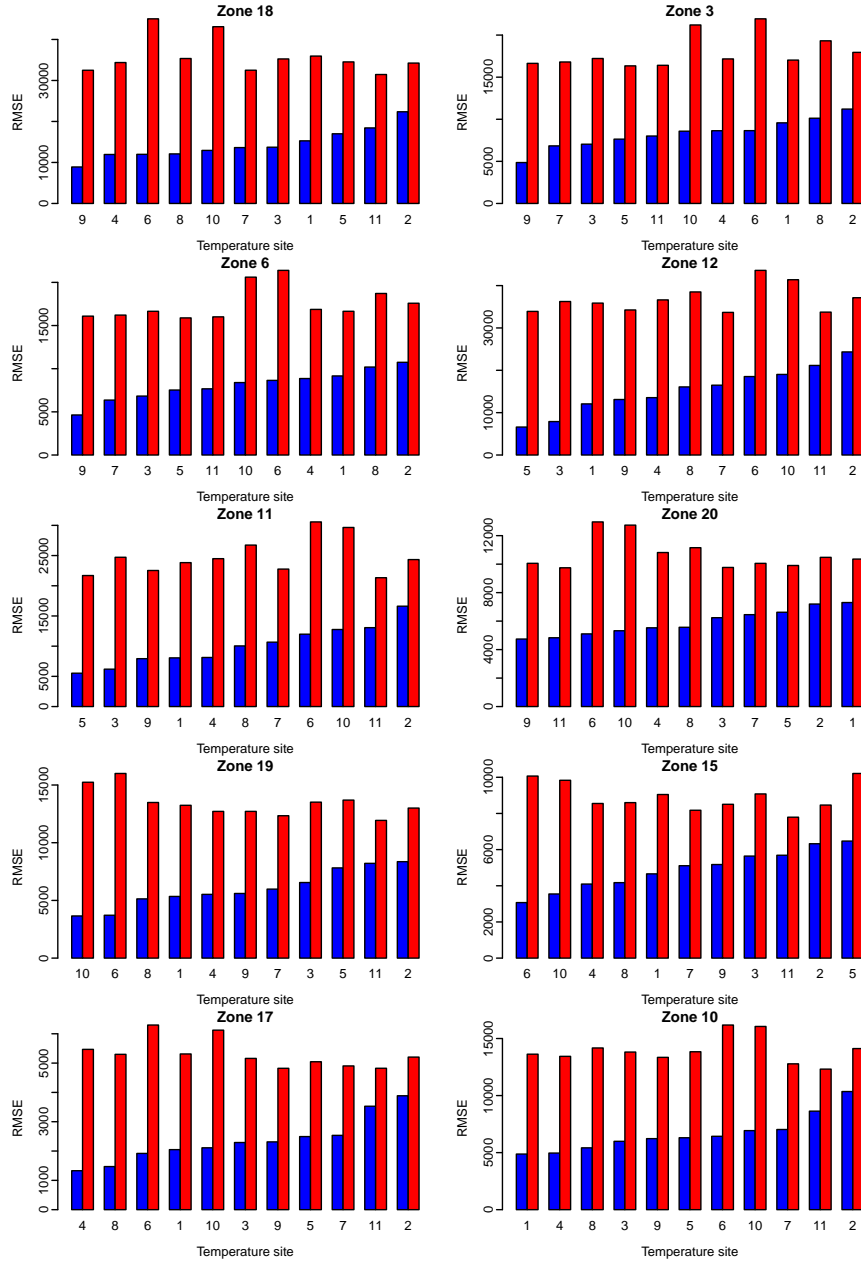 Zone 18
RMSE
0 10000 30000
9 4 6 8 10 7 3 1 5 11 2
Temperature site
Zone 3
RMSE
0 5000 15000
9 7 3 5 11 10 4 6 1 8 2
Temperature site
Zone 6
RMSE
0 5000 15000
9 7 3 5 11 10 6 4 1 8 2
Temperature site
Zone 12
RMSE
0 10000 30000
5 3 1 9 4 8 7 6 10 11 2
Temperature site
Zone 11
RMSE
0 5000 15000 25000
5 3 9 1 4 8 7 6 10 11 2
Temperature site
Zone 20
RMSE
0 4000 8000 12000
9 11 6 10 4 8 3 7 5 2 1
Temperature site
Zone 19
RMSE
0 5000 10000 15000
10 6 8 1 4 9 7 3 5 11 2
Temperature site
Zone 15
RMSE
0 2000 6000 10000
6 10 4 8 1 7 9 3 11 2 5
Temperature site
Zone 17
RMSE
0 1000 3000 5000
4 8 6 1 10 3 9 5 7 11 2
Temperature site
Zone 10
RMSE
0 5000 10000 15000
1 4 8 3 9 5 6 10 7 11 2
Temperature site